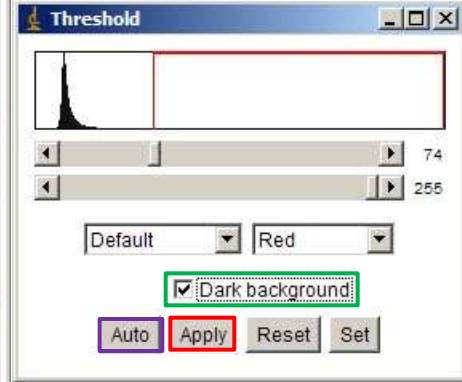 Threshold
74
255
Default Red
Dark background
Auto Apply Reset Set